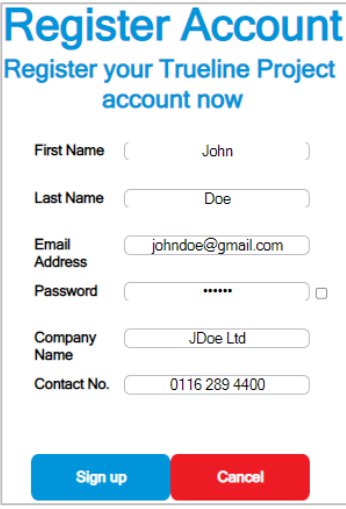 Register Account
Register your Trueline Project
account now
First Name John
Last Name Doe
Email
Address johndoe@gmail.com
Password ••••••
Company
Name JDoe Ltd
Contact No. 0116 289 4400
Sign up Cancel